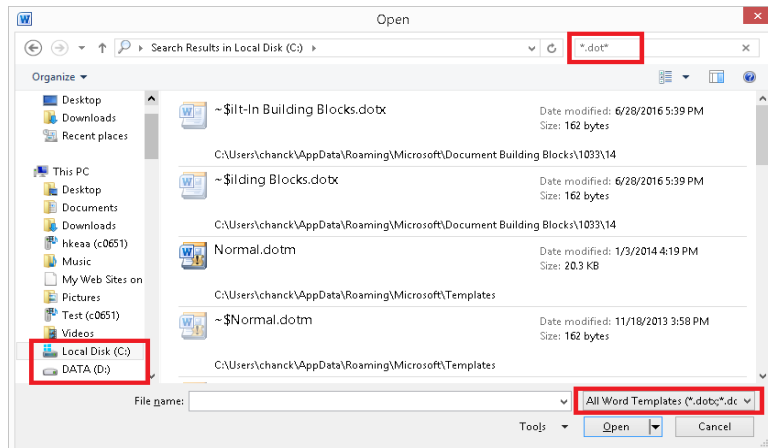 Open
Search Results in Local Disk (C:)
*.dot*
Organize
Desktop
Downloads
Recent places
This PC
Desktop
Documents
Downloads
hkeaa (c0651)
Music
My Web Sites on
Pictures
Test (c0651)
Videos
Local Disk (C:)
DATA (D:)
~$ilt-In Building Blocks.dotx
Date modified: 6/28/2016 5:39 PM
Size: 162 bytes
C:\Users\chanck\AppData\Roaming\Microsoft\Document Building Blocks\1033\14
~$ilding Blocks.dotx
Date modified: 6/28/2016 5:39 PM
Size: 162 bytes
C:\Users\chanck\AppData\Roaming\Microsoft\Document Building Blocks\1033\14
Normal.dotm
Date modified: 1/3/2014 4:19 PM
Size: 20.3 KB
C:\Users\chanck\AppData\Roaming\Microsoft\Templates
~$Normal.dotm
Date modified: 11/18/2013 3:58 PM
Size: 162 bytes
C:\Users\chanck\AppData\Roaming\Microsoft\Templates
File name:
All Word Templates (*.dotx;*.dc
Tools
Open
Cancel